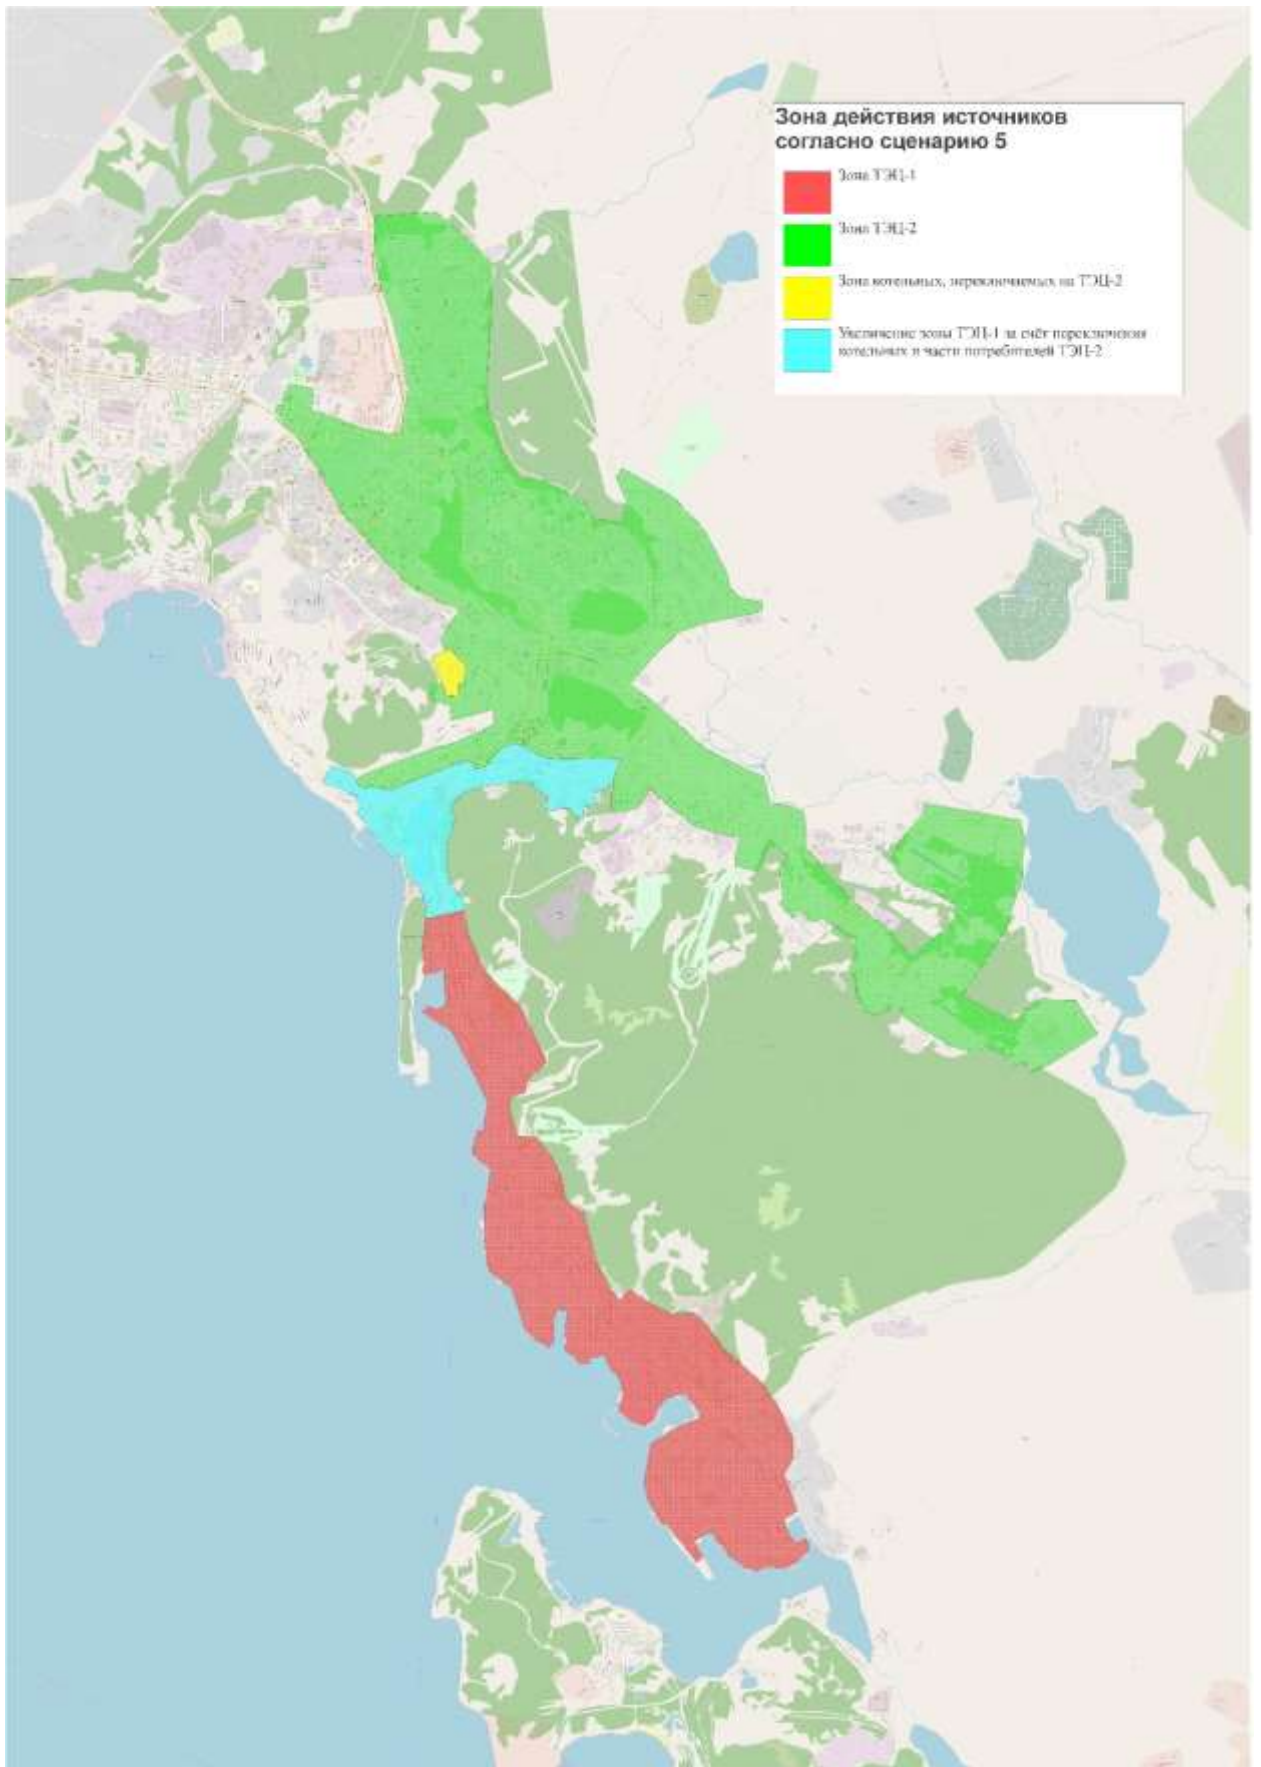 Зона действия источников
согласно сценарию 5
Зона ТЭЦ-1
Зона ТЭЦ-2
Зона котельных, переключаемых на ТЭЦ-2
Увеличение зоны ТЭЦ-1 за счёт переключения
котельных и части потребителей ТЭЦ-2